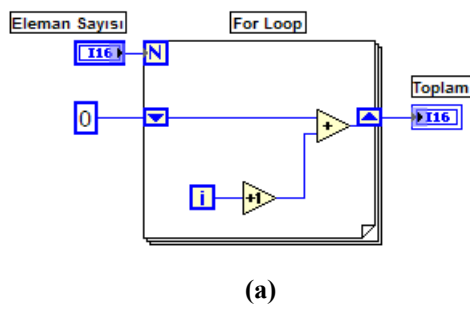 Eleman Sayısı
For Loop
I16
N
Toplam
0
+
I16
i
+1
(a)